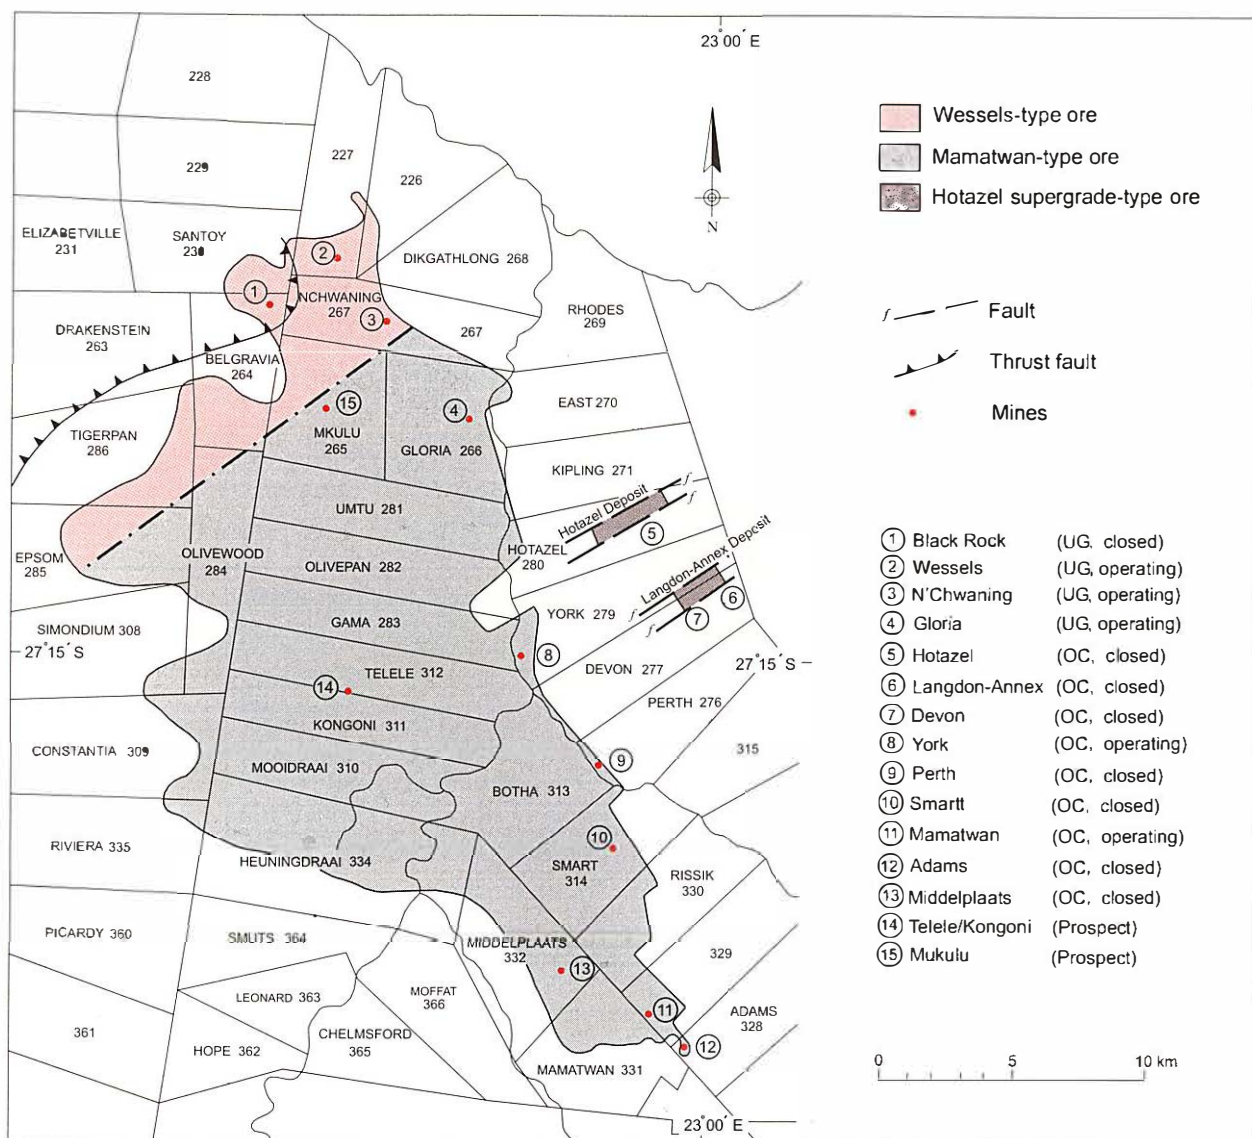 23°00´ E
228
229
227
226
ELIZABETVILLE
231
SANTOY
230
DIKGATHLONG 268
NCHWANING
267
267
RHODES
269
DRAKENSTEIN
263
BELGRAVIA
264
EAST 270
TIGERPAN
286
MKULU
265
GLORIA 266
KIPLING 271
UMTU 281
Hotazel Deposit
HOTAZEL
280
Langdon-Annex Deposit
EPSOM
285
OLIVEWOOD
284
OLIVEPAN 282
GAMA 283
YORK 279
SIMONDIUM 308
27°15´ S
27°15´ S
TELELE 312
DEVON 277
PERTH 276
KONGONI 311
CONSTANTIA 309
MOOIDRAAI 310
BOTHA 313
315
RIVIERA 335
HEUNINGDRAAI 334
SMART
314
RISSIK
330
PICARDY 360
SMUTS 364
MIDDELPLAATS
332
329
LEONARD 363
MOFFAT
366
ADAMS
328
361
HOPE 362
CHELMSFORD
365
MAMATWAN 331
23°00´ E
1
2
3
4
5
6
7
8
9
10
11
12
13
14
15
f
f
f
f
N
Wessels-type ore
Mamatwan-type ore
Hotazel supergrade-type ore
f Fault
Thrust fault
Mines
1 Black Rock (UG, closed)
2 Wessels (UG, operating)
3 N'Chwaning (UG, operating)
4 Gloria (UG, operating)
5 Hotazel (OC, closed)
6 Langdon-Annex (OC, closed)
7 Devon (OC, closed)
8 York (OC, operating)
9 Perth (OC, closed)
10 Smartt (OC, closed)
11 Mamatwan (OC, operating)
12 Adams (OC, closed)
13 Middelplaats (OC, closed)
14 Telele/Kongoni (Prospect)
15 Mukulu (Prospect)
0 5 10 km